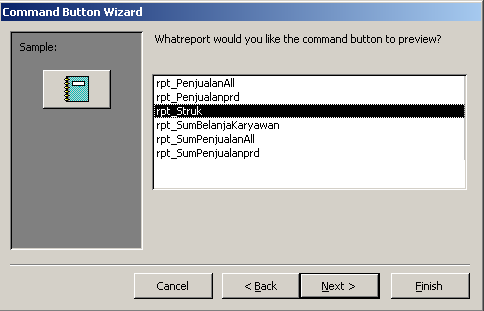 Command Button Wizard
Sample:
Whatreport would you like the command button to preview?
rpt_PenjualanAll
rpt_Penjualanprd
rpt_Struk
rpt_SumBelanjaKaryawan
rpt_SumPenjualanAll
rpt_SumPenjualanprd
Cancel
< Back
Next >
Finish